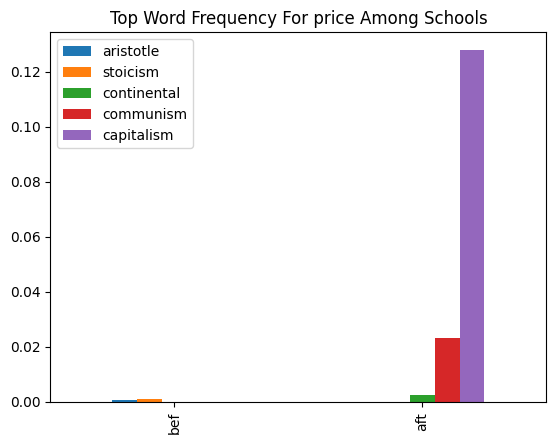 Top Word Frequency For price Among Schools
aristotle
stoicism
continental
communism
capitalism
0.12
0.10
0.08
0.06
0.04
0.02
0.00
bef
aft